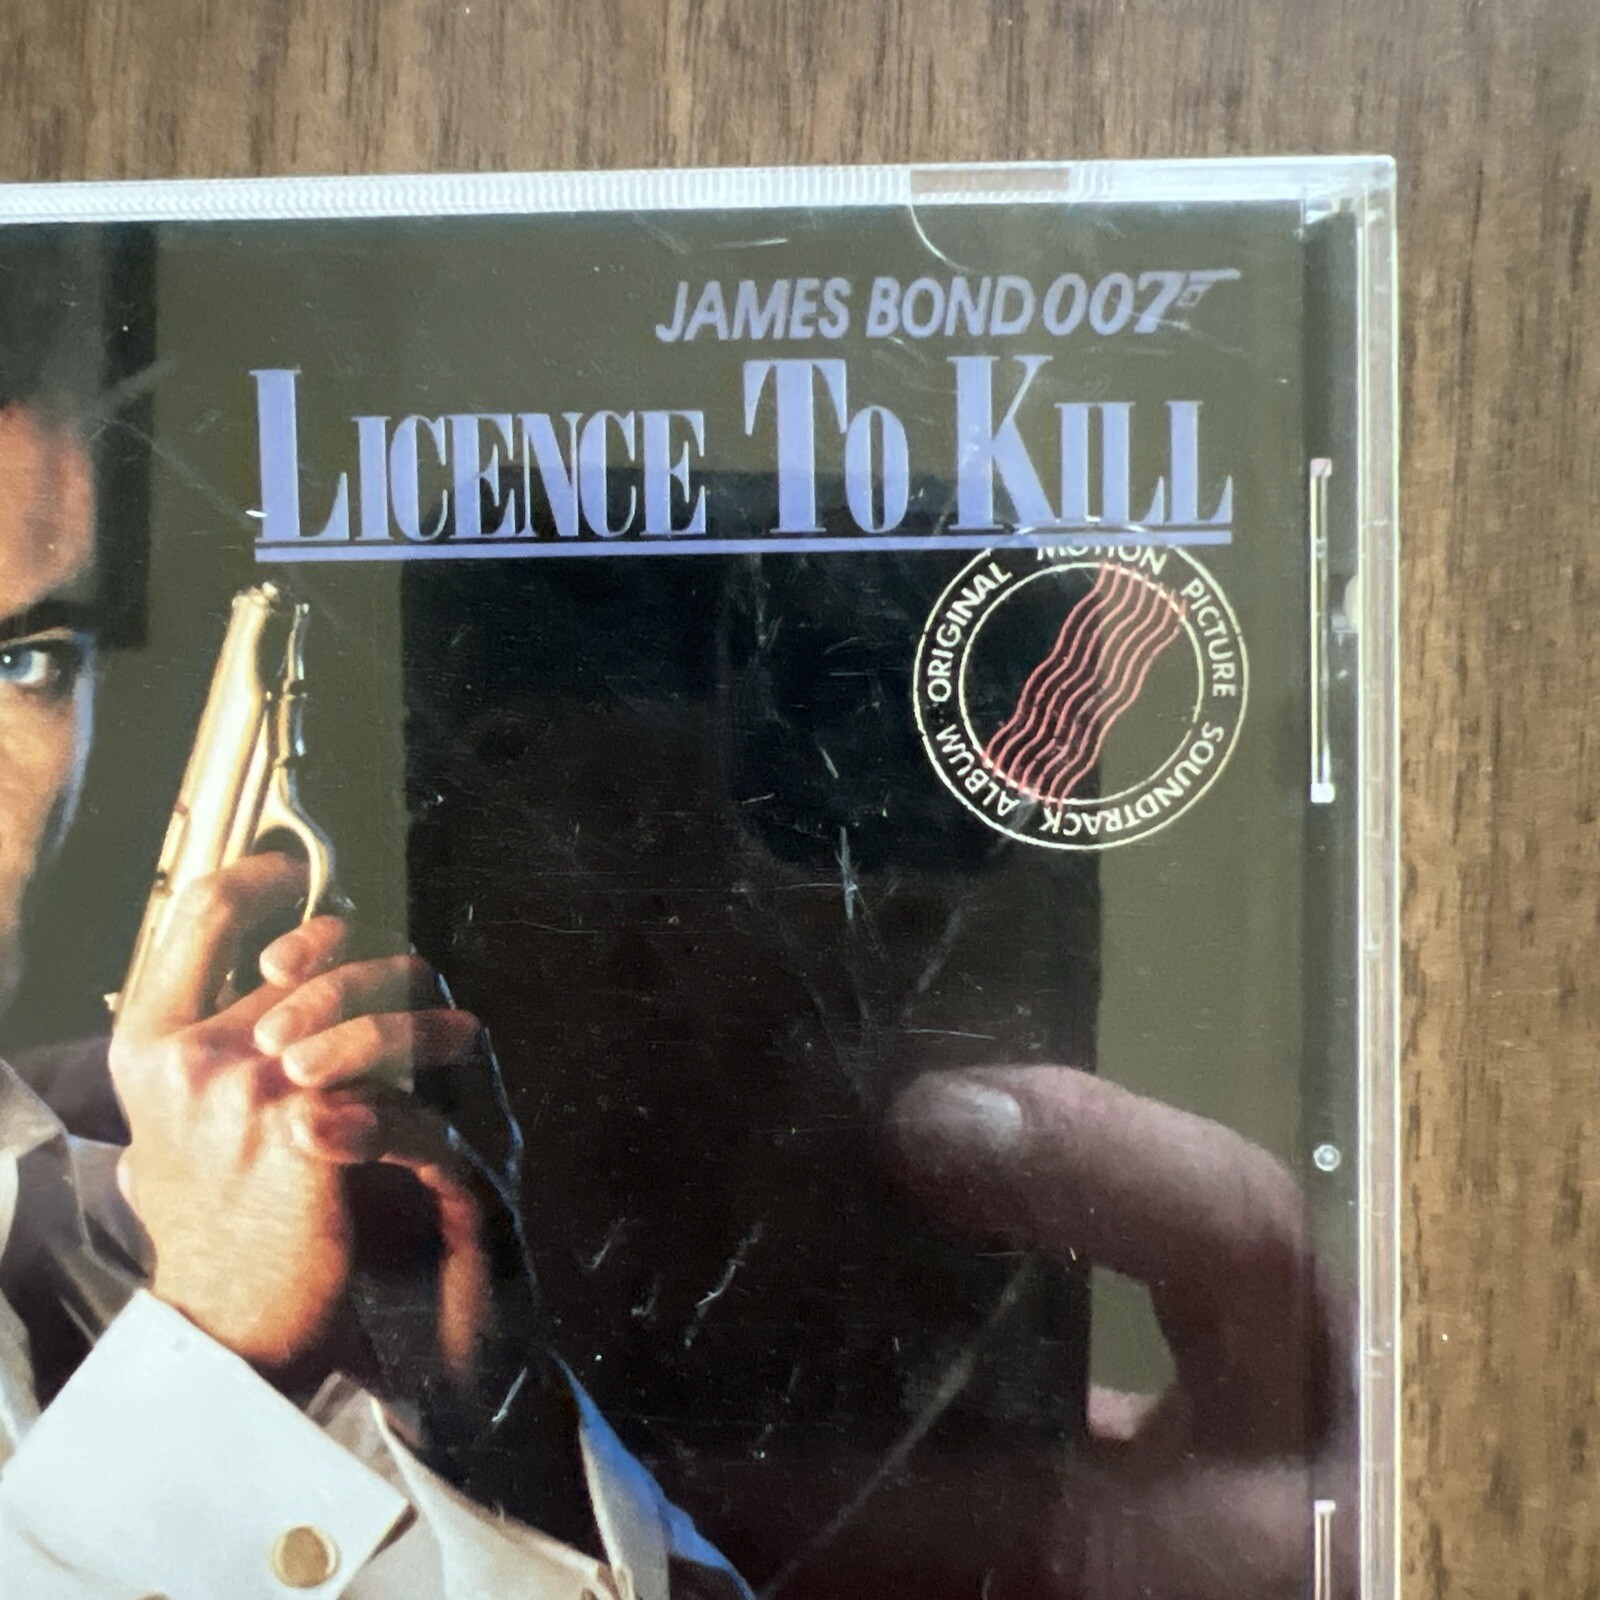 JAMES BOND 007
LICENCE TO KILL
ORIGINAL MOTION PICTURE SOUNDTRACK ALBUM